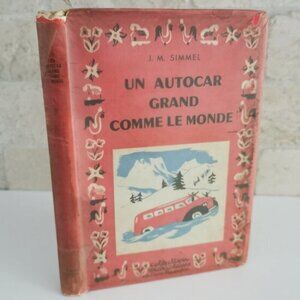 J. M. SIMMEL
UN AUTOCAR
GRAND
COMME LE MONDE